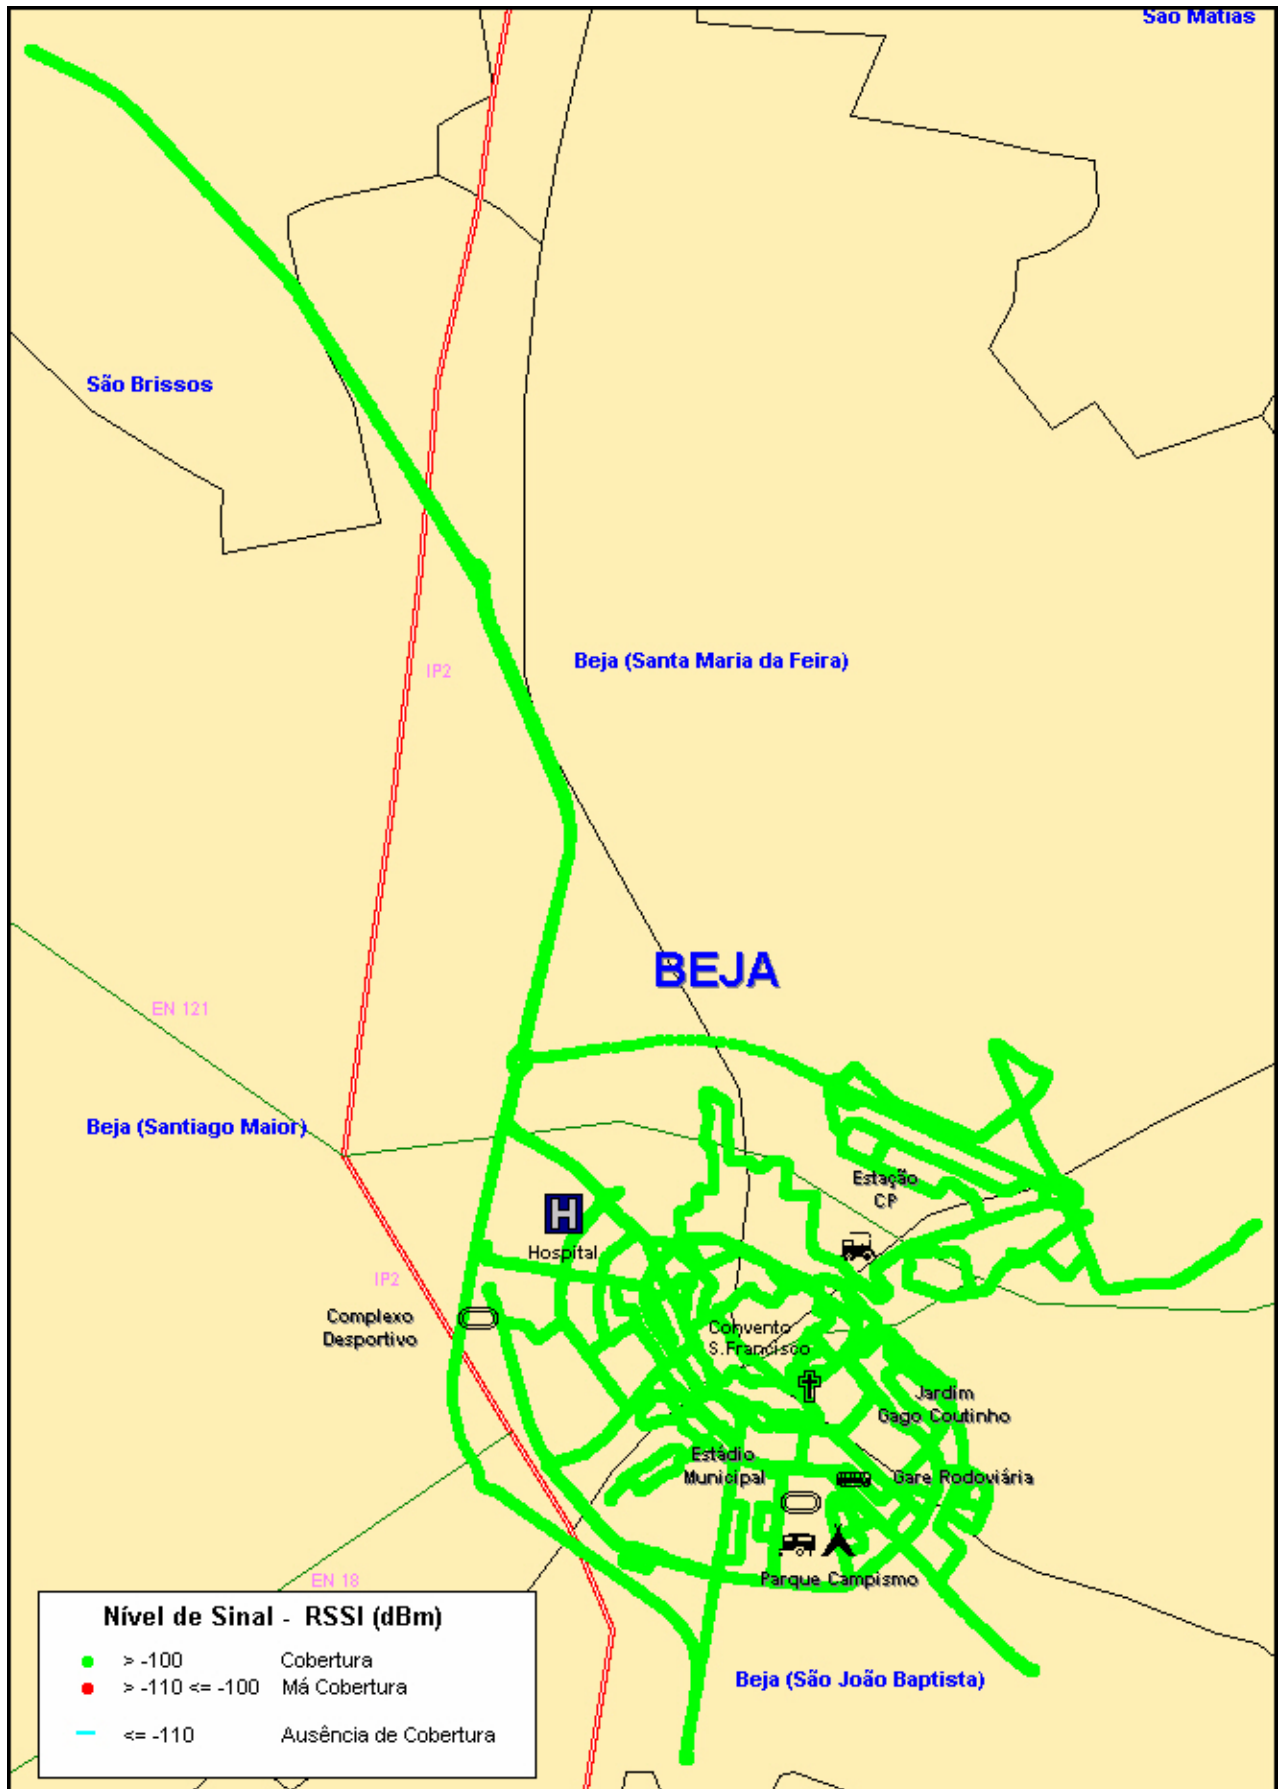 São Matias
São Brissos
Beja (Santa Maria da Feira)
IP2
BEJA
EN 121
Beja (Santiago Maior)
Estação
CP
H
Hospital
IP2
Complexo
Desportivo
Convento
S.Francisco
Jardim
Gago Coutinho
Estádio
Municipal
Gare Rodoviária
EN 18
Parque Campismo
Nível de Sinal - RSSI (dBm)
> -100 Cobertura
> -110 <= -100 Má Cobertura
<= -110 Ausência de Cobertura
Beja (São João Baptista)